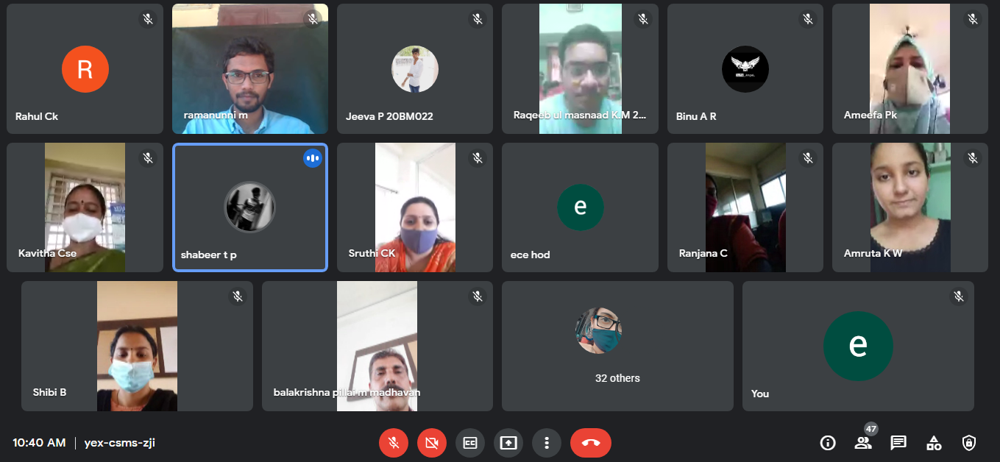 R
Rahul Ck
ramanunni m
Jeeva P 20BM022
Raqeeb ul masnaad K.M 2...
Binu A R
Ameefa Pk
Kavitha Cse
shabeer t p
Sruthi CK
e
ece hod
Ranjana C
Amruta K W
Shibi B
balakrishna pillai m madhavan
32 others
e
You
10:40 AM | yex-csms-zji
CC
47